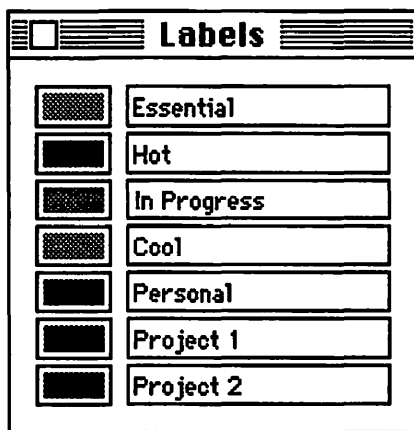 Labels
Essential
Hot
In Progress
Cool
Personal
Project 1
Project 2